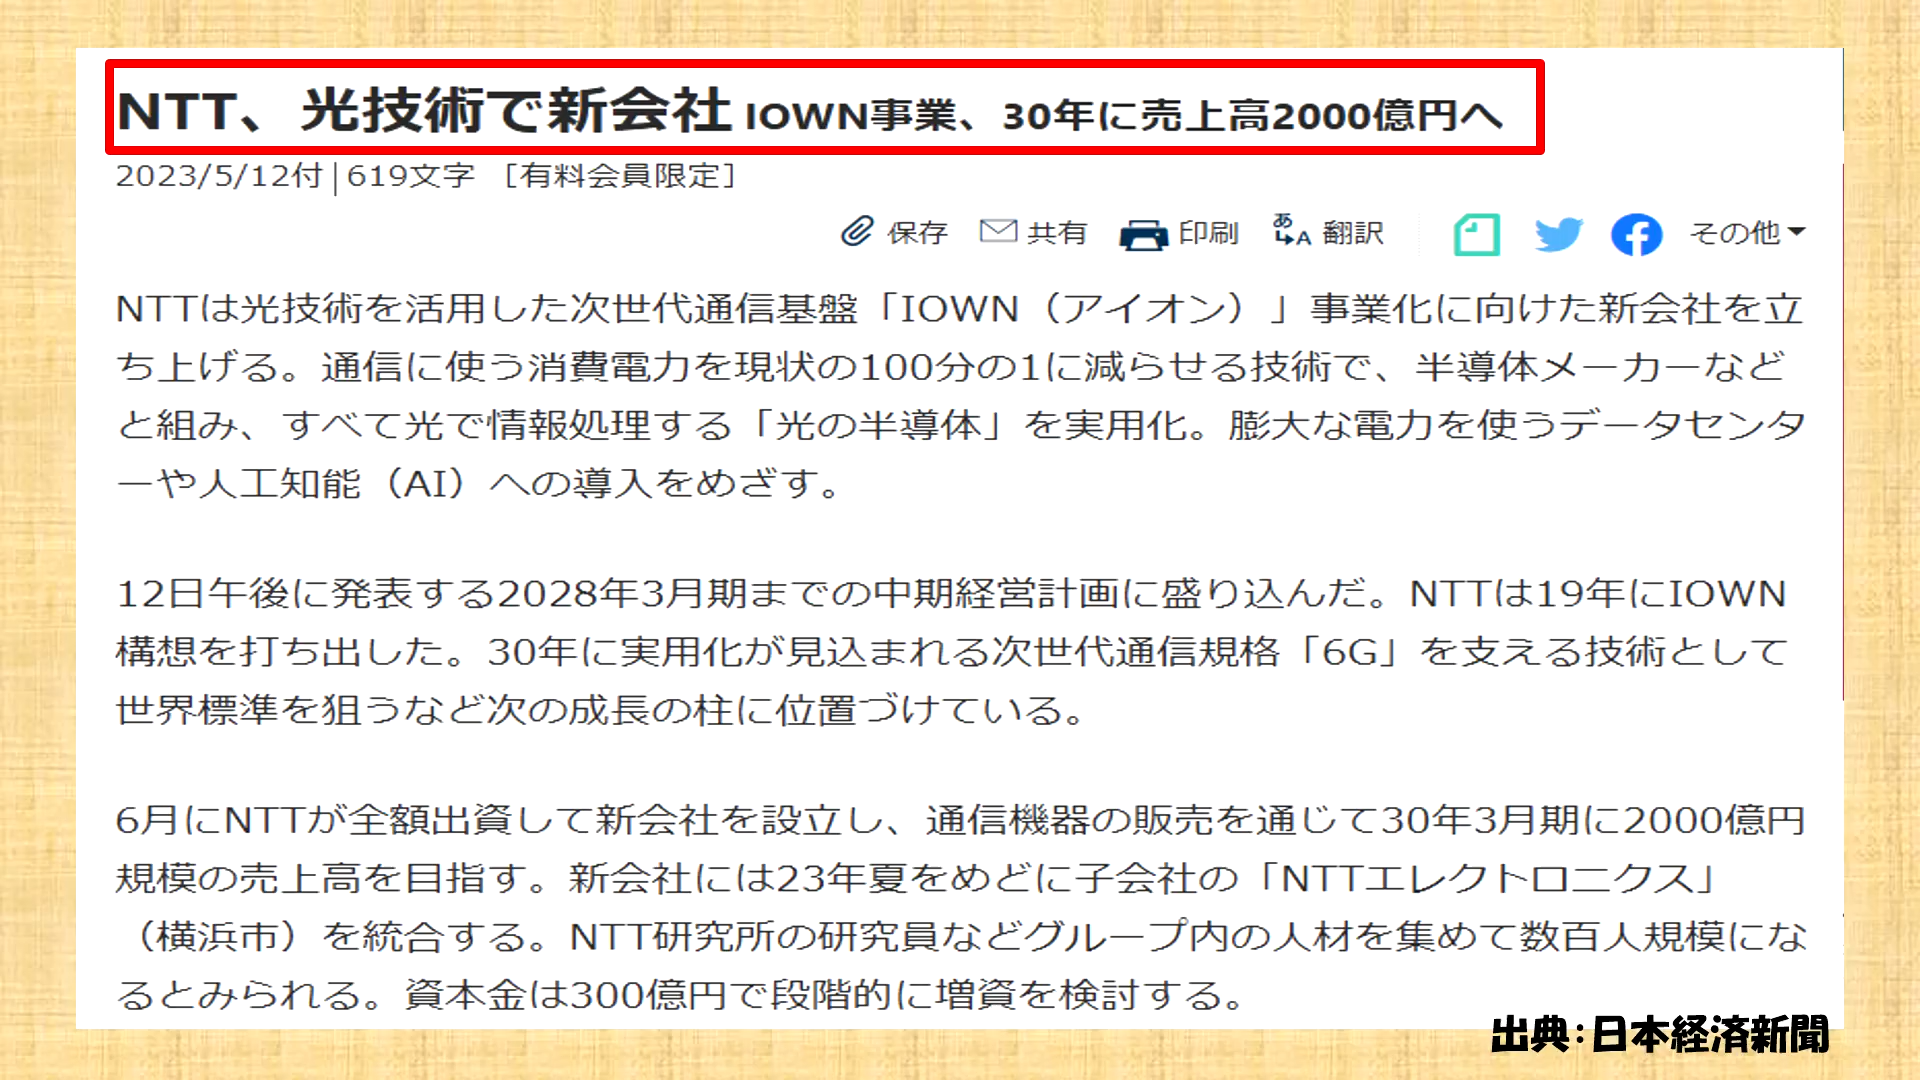 NTT、光技術で新会社 IOWN事業、30年に売上高2000億円へ
2023/5/12付 | 619文字 ［有料会員限定］
保存 共有 印刷 翻訳 その他
NTTは光技術を活用した次世代通信基盤「IOWN（アイオン）」事業化に向けた新会社を立
ち上げる。通信に使う消費電力を現状の100分の1に減らせる技術で、半導体メーカーなど
と組み、すべて光で情報処理する「光の半導体」を実用化。膨大な電力を使うデータセンタ
ーや人工知能（AI）への導入をめざす。
12日午後に発表する2028年3月期までの中期経営計画に盛り込んだ。NTTは19年にIOWN
構想を打ち出した。30年に実用化が見込まれる次世代通信規格「6G」を支える技術として
世界標準を狙うなど次の成長の柱に位置づけている。
6月にNTTが全額出資して新会社を設立し、通信機器の販売を通じて30年3月期に2000億円
規模の売上高を目指す。新会社には23年夏をめどに子会社の「NTTエレクトロニクス」
（横浜市）を統合する。NTT研究所の研究員などグループ内の人材を集めて数百人規模にな
るとみられる。資本金は300億円で段階的に増資を検討する。
出典：日本経済新聞